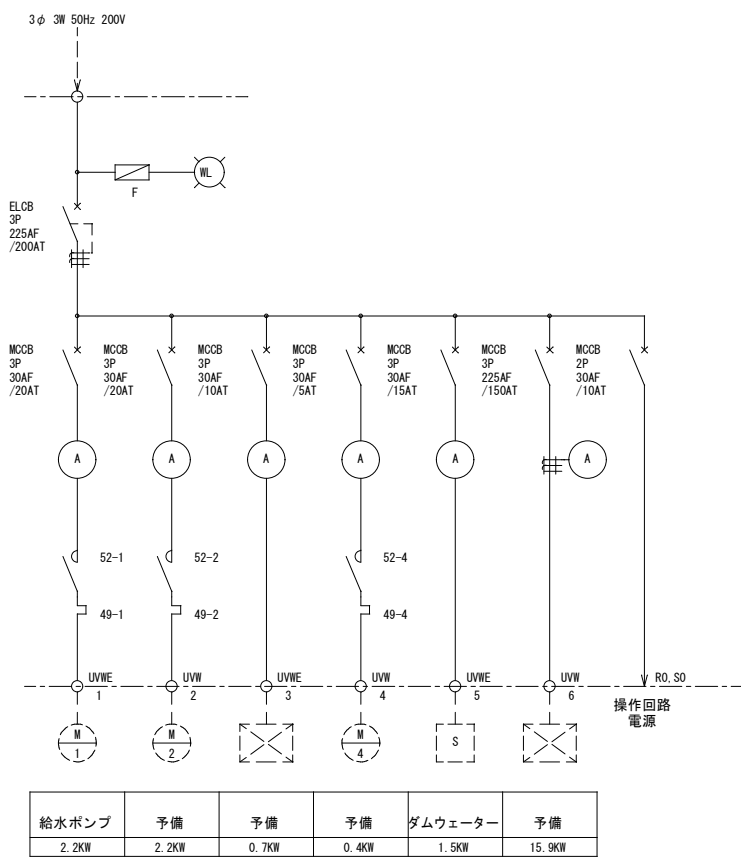 3φ 3W 50Hz 200V
WL
F
ELCB
3P
225AF
/200AT
MCCB
3P
30AF
/20AT
MCCB
3P
30AF
/20AT
MCCB
3P
30AF
/10AT
MCCB
3P
30AF
/5AT
MCCB
3P
30AF
/15AT
MCCB
3P
225AF
/150AT
MCCB
2P
30AF
/10AT
A
A
A
A
A
A
52-1
52-2
52-4
49-1
49-2
49-4
UVWE
1
UVW
2
UVWE
3
UVW
4
UVWE
5
UVW
6
R0,S0
操作回路
電源
M
1
M
2
M
4
S
給水ポンプ 予備 予備 予備 ダムウェーター 予備
2.2KW 2.2KW 0.7KW 0.4KW 1.5KW 15.9KW